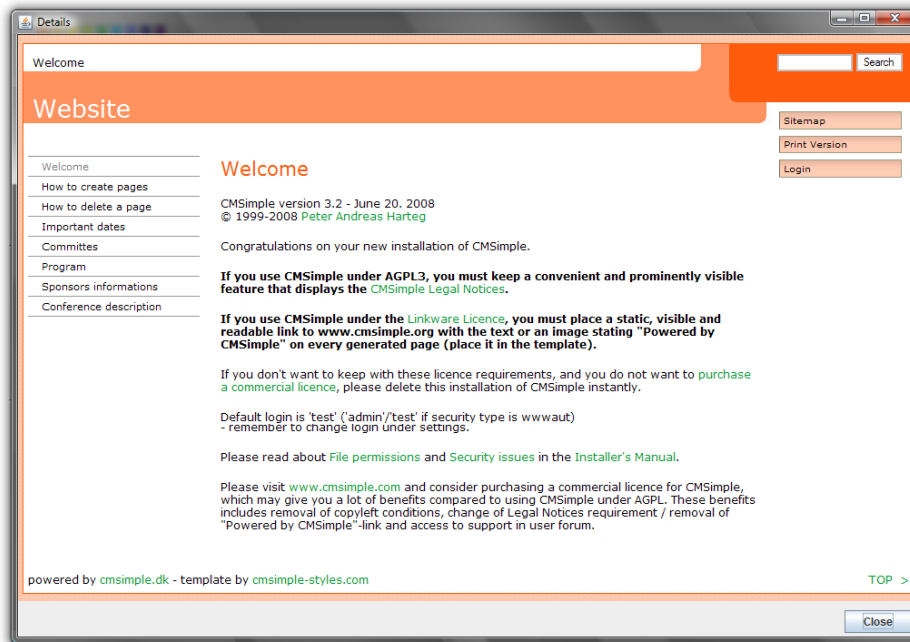 Details
Welcome
Search
Website
Sitemap
Print Version
Login
Welcome
How to create pages
How to delete a page
Important dates
Committes
Program
Sponsors informations
Conference description
Welcome
CMSimple version 3.2 - June 20. 2008
© 1999-2008 Peter Andreas Harteg
Congratulations on your new installation of CMSimple.
If you use CMSimple under AGPL3, you must keep a convenient and prominently visible
feature that displays the CMSimple Legal Notices.
If you use CMSimple under the Linkware Licence, you must place a static, visible and
readable link to www.cmsimple.org with the text or an image stating "Powered by
CMSimple" on every generated page (place it in the template).
If you don't want to keep with these licence requirements, and you do not want to purchase
a commercial licence, please delete this installation of CMSimple instantly.
Default login is 'test' ('admin'/'test' if security type is wwwaut)
- remember to change login under settings.
Please read about File permissions and Security issues in the Installer's Manual.
Please visit www.cmsimple.com and consider purchasing a commercial licence for CMSimple,
which may give you a lot of benefits compared to using CMSimple under AGPL. These benefits
includes removal of copyleft conditions, change of Legal Notices requirement / removal of
"Powered by CMSimple"-link and access to support in user forum.
powered by cmsimple.dk - template by cmsimple-styles.com
TOP >
Close